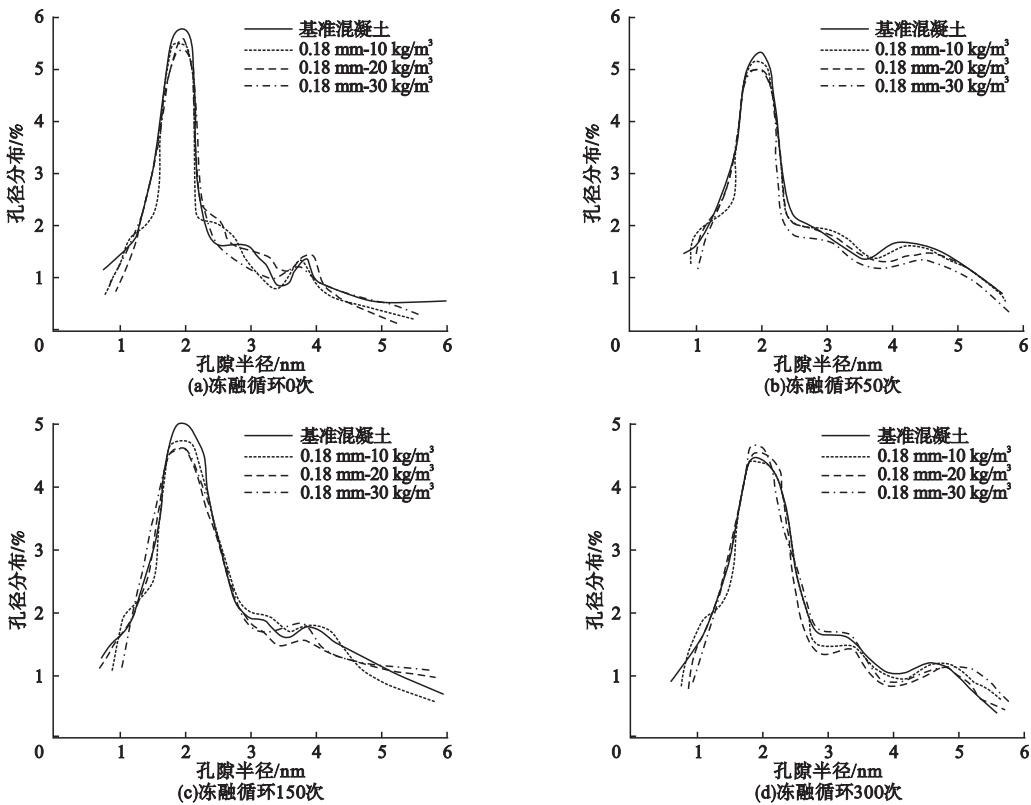 6
5
4
3
2
1
0
孔径分布/%
基准混凝土
0.18 mm-10 kg/m³
0.18 mm-20 kg/m³
0.18 mm-30 kg/m³
1 2 3 4 5 6
孔隙半径/nm
(a)冻融循环0次
6
5
4
3
2
1
0
孔径分布/%
基准混凝土
0.18 mm-10 kg/m³
0.18 mm-20 kg/m³
0.18 mm-30 kg/m³
1 2 3 4 5 6
孔隙半径/nm
(b)冻融循环50次
5
4
3
2
1
0
孔径分布/%
基准混凝土
0.18 mm-10 kg/m³
0.18 mm-20 kg/m³
0.18 mm-30 kg/m³
1 2 3 4 5 6
孔隙半径/nm
(c)冻融循环150次
5
4
3
2
1
0
孔径分布/%
基准混凝土
0.18 mm-10 kg/m³
0.18 mm-20 kg/m³
0.18 mm-30 kg/m³
1 2 3 4 5 6
孔隙半径/nm
(d)冻融循环300次